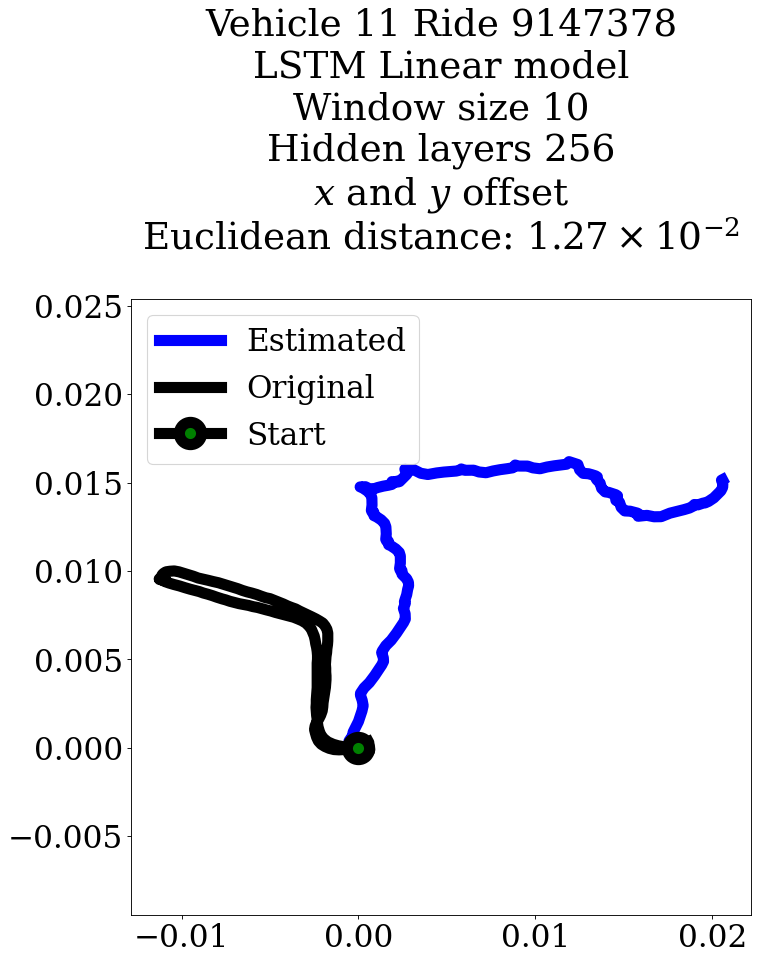 Vehicle 11 Ride 9147378
LSTM Linear model
Window size 10
Hidden layers 256
x and y offset
Euclidean distance: 1.27 × 10⁻²
0.025
0.020
0.015
0.010
0.005
0.000
−0.005
Estimated
Original
Start
−0.01
0.00
0.01
0.02